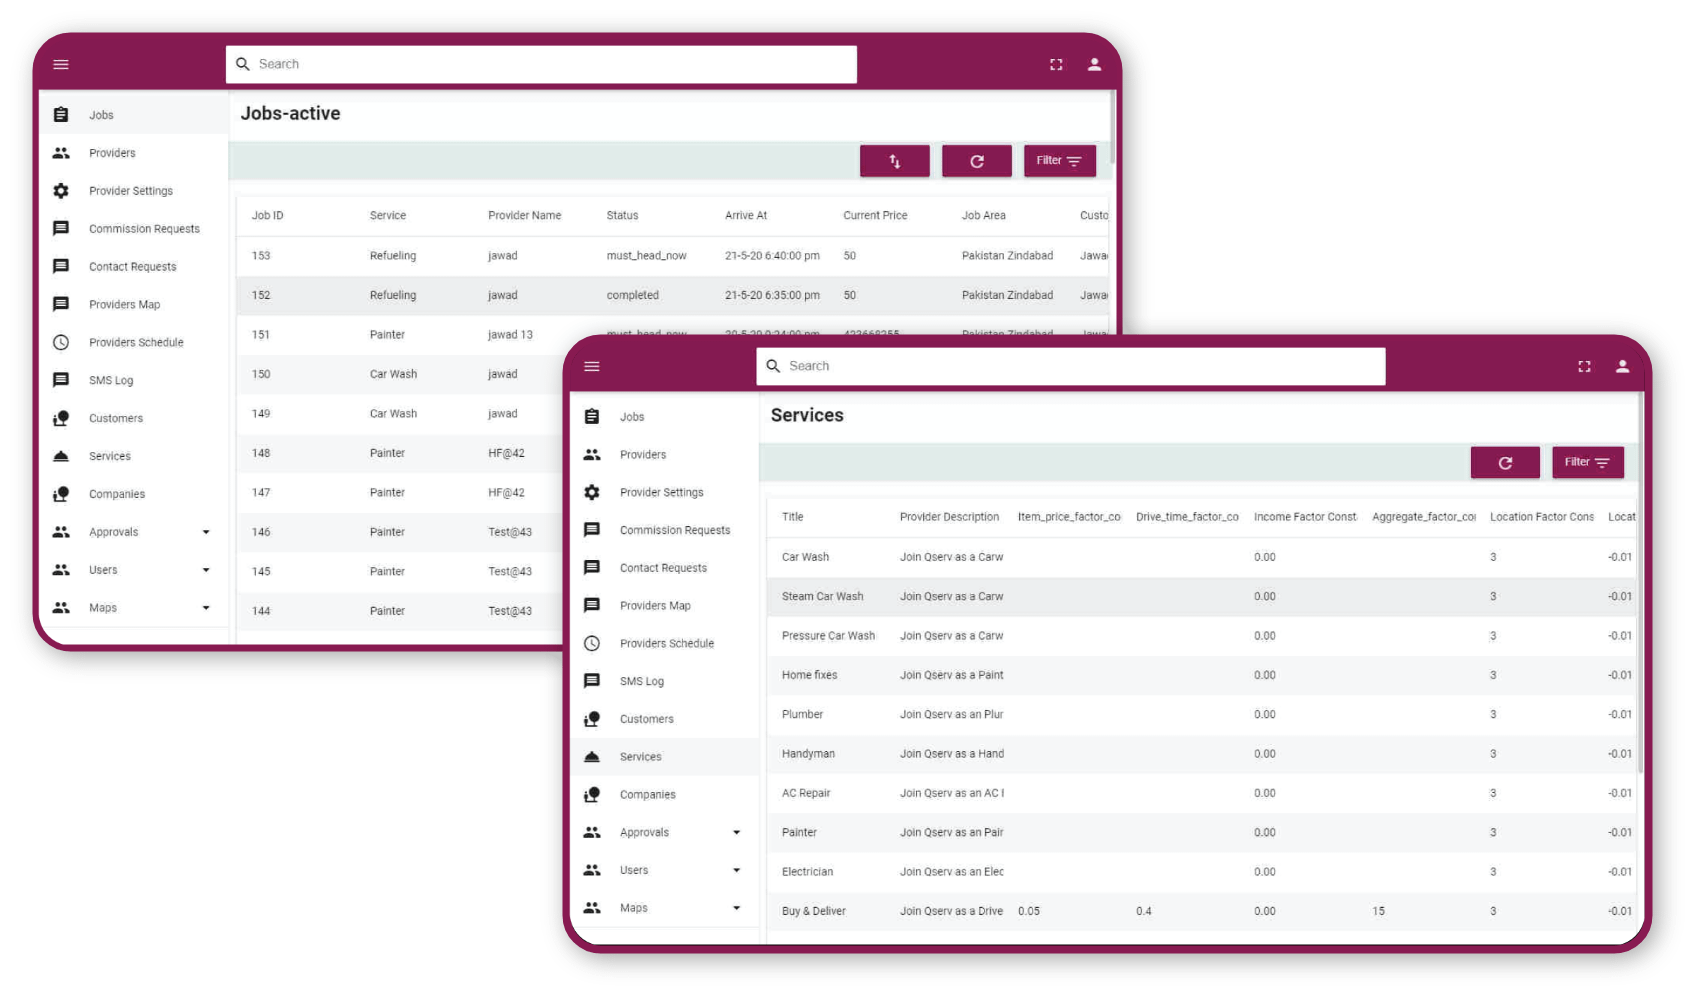 Search
Jobs-active
Jobs
Providers
Provider Settings
Commission Requests
Contact Requests
Providers Map
Providers Schedule
SMS Log
Customers
Services
Companies
Approvals
Users
Maps
Filter
Job ID Service Provider Name Status Arrive At Current Price Job Area Custo
153 Refueling jawad must_head_now 21-5-20 6:40:00 pm 50 Pakistan Zindabad Jawa
152 Refueling jawad completed 21-5-20 6:35:00 pm 50 Pakistan Zindabad Jawa
151 Painter jawad 13 must_head_now 20-5-20 9:24:00 pm Pakistan Zindabad Jawa
150 Car Wash jawad
149 Car Wash jawad
148 Painter HF@42
147 Painter HF@42
146 Painter Test@43
145 Painter Test@43
144 Painter Test@43
Search
Services
Jobs
Providers
Provider Settings
Commission Requests
Contact Requests
Providers Map
Providers Schedule
SMS Log
Customers
Services
Companies
Approvals
Users
Maps
Filter
Title Provider Description Item_price_factor_co Drive_time_factor_co Income Factor Const Aggregate_factor_co Location Factor Cons Locat
Car Wash Join Qserv as a Carw 0.00 3 -0.01
Steam Car Wash Join Qserv as a Carw 0.00 3 -0.01
Pressure Car Wash Join Qserv as a Carw 0.00 3 -0.01
Home fixes Join Qserv as a Paint 0.00 3 -0.01
Plumber Join Qserv as an Plur 0.00 3 -0.01
Handyman Join Qserv as a Hand 0.00 3 -0.01
AC Repair Join Qserv as an AC 0.00 3 -0.01
Painter Join Qserv as an Pair 0.00 3 -0.01
Electrician Join Qserv as an Elec 0.00 3 -0.01
Buy & Deliver Join Qserv as a Drive 0.05 0.4 0.00 15 3 -0.01